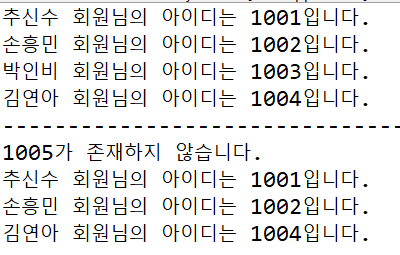 추신수 회원님의 아이디는 1001입니다.
손흥민 회원님의 아이디는 1002입니다.
박인비 회원님의 아이디는 1003입니다.
김연아 회원님의 아이디는 1004입니다.
--------------------------------
1005가 존재하지 않습니다.
추신수 회원님의 아이디는 1001입니다.
손흥민 회원님의 아이디는 1002입니다.
김연아 회원님의 아이디는 1004입니다.